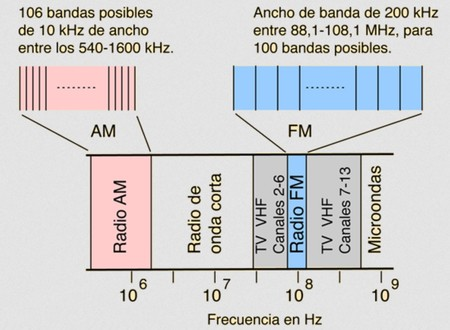 106 bandas posibles
de 10 kHz de ancho
entre los 540-1600 kHz.
Ancho de banda de 200 kHz
entre 88,1-108,1 MHz, para
100 bandas posibles.
AM
FM
Radio AM
Radio de
onda corta
TV VHF
Canales 2-6
Radio FM
TV VHF
Canales 7-13
Microondas
10 6
10 7
10 8
10 9
Frecuencia en Hz